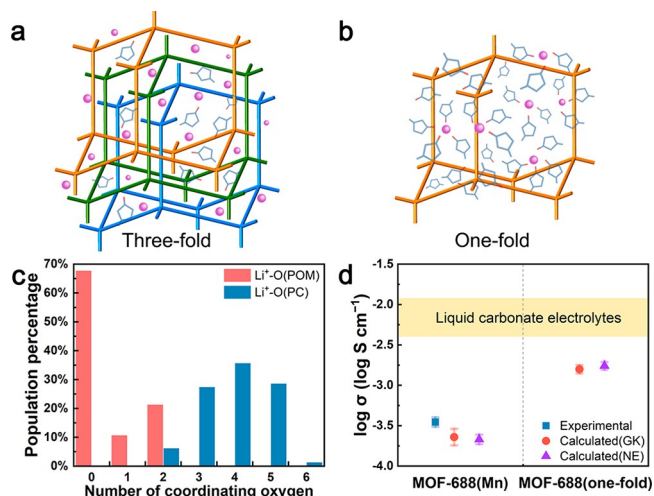 a
b
Three-fold
One-fold
c
70%
60%
50%
40%
30%
20%
10%
0%
Population percentage
Li⁺-O(POM)
Li⁺-O(PC)
0 1 2 3 4 5 6
Number of coordinating oxygen
d
-1.5
-2.0
-2.5
-3.0
-3.5
-4.0
log σ (log S cm⁻¹)
Liquid carbonate electrolytes
Experimental
Calculated(GK)
Calculated(NE)
MOF-688(Mn) MOF-688(one-fold)